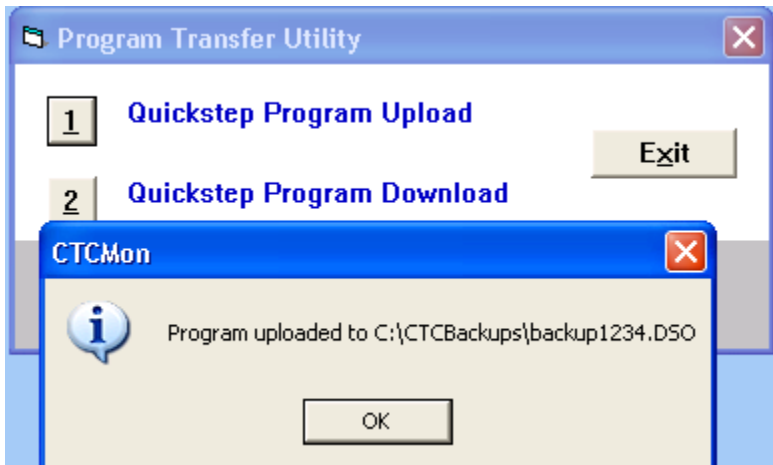 Program Transfer Utility
1 Quickstep Program Upload
Exit
2 Quickstep Program Download
CTCMon
Program uploaded to C:\CTCBackups\backup1234.DSO
OK